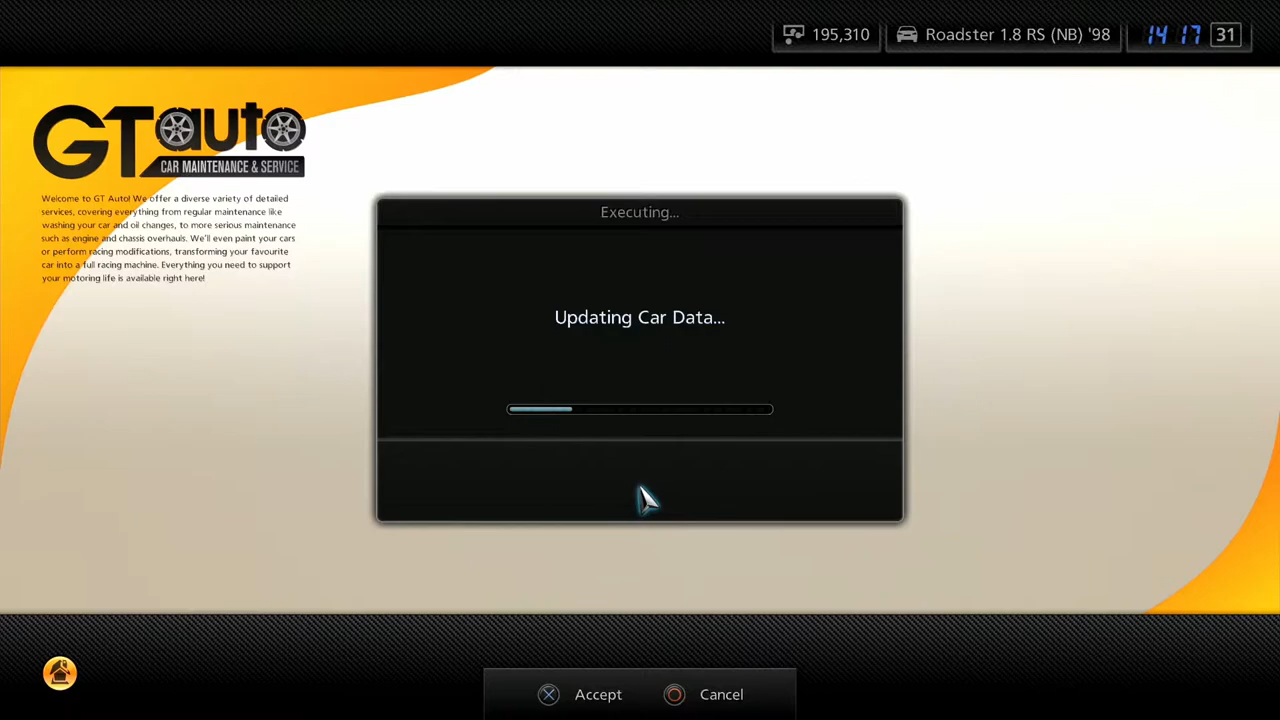 195,310
Roadster 1.8 RS (NB) '98
14 17
31
GT auto
CAR MAINTENANCE & SERVICE
Welcome to GT Auto! We offer a diverse variety of detailed
services, covering everything from regular maintenance like
washing your car and oil changes, to more serious maintenance
such as engine and chassis overhauls. We'll even paint your cars
or perform racing modifications, transforming your favourite
car into a full racing machine. Everything you need to support
your motoring life is available right here!
Executing...
Updating Car Data...
Accept
Cancel